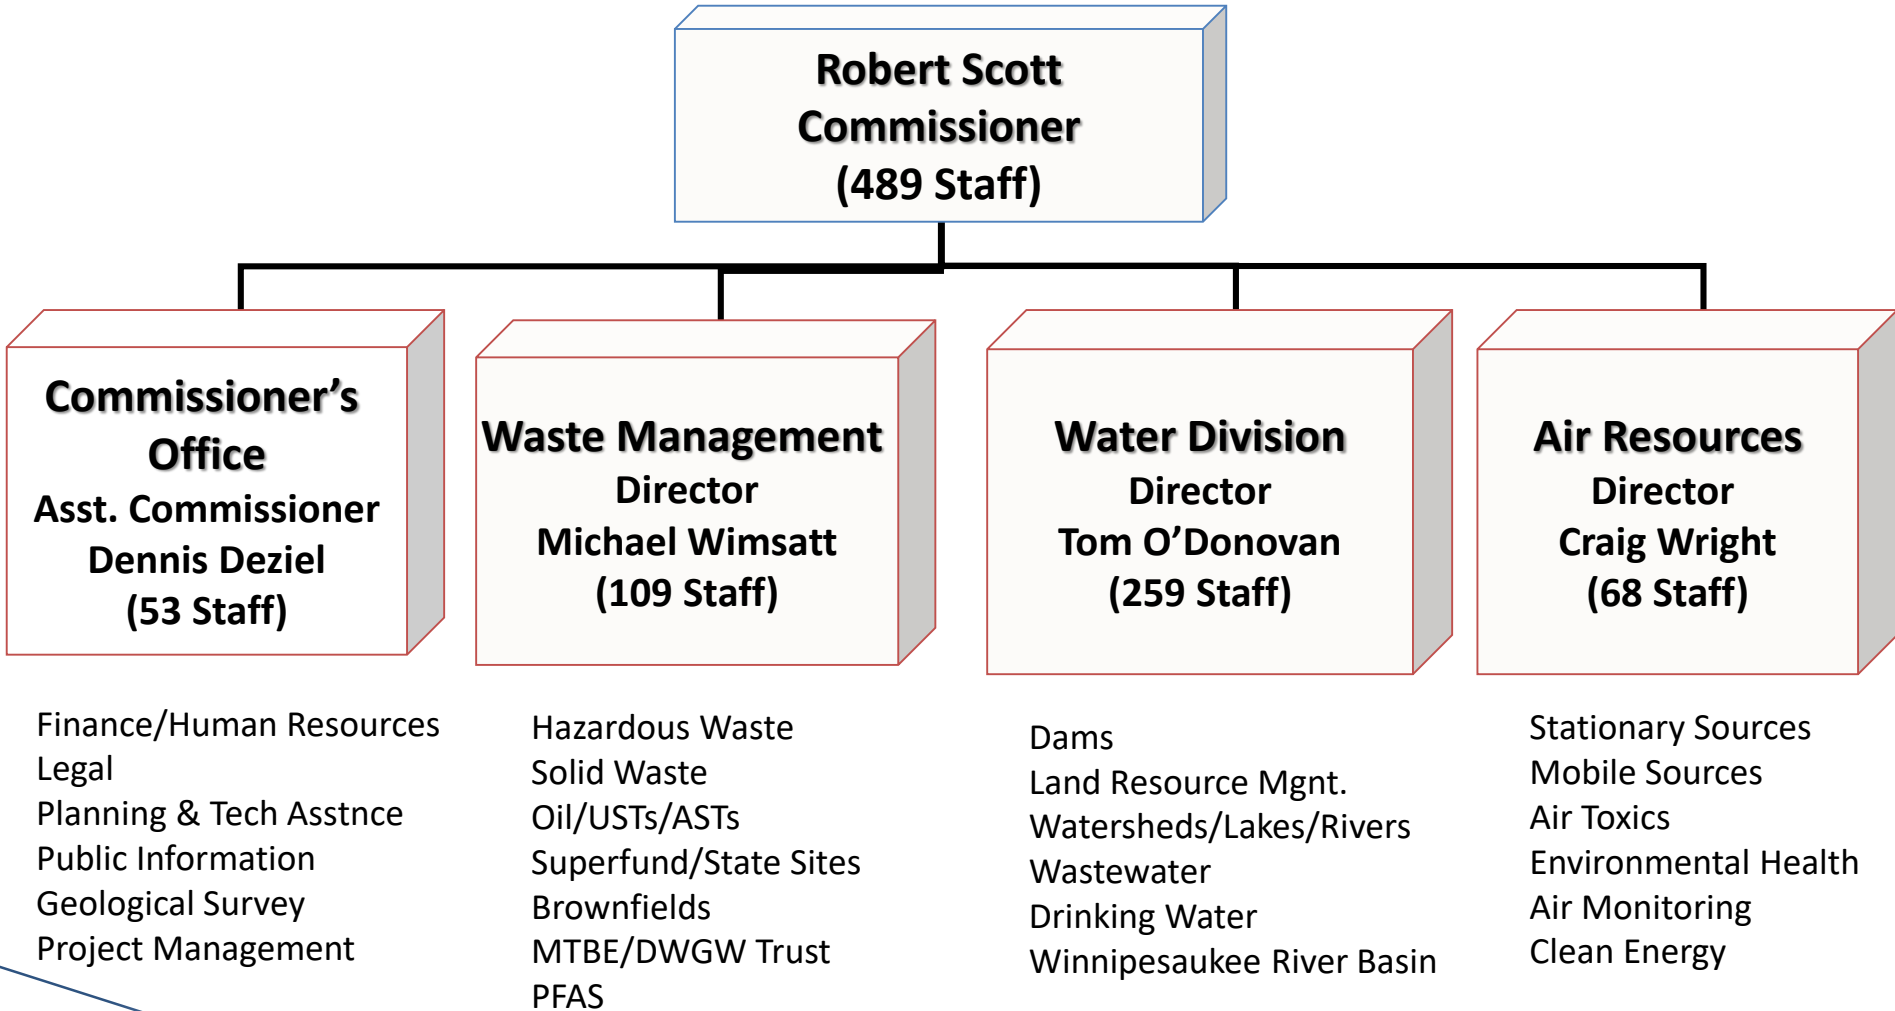 Robert Scott
Commissioner
(489 Staff)
Commissioner’s
Office
Asst. Commissioner
Dennis Deziel
(53 Staff)
Waste Management
Director
Michael Wimsatt
(109 Staff)
Water Division
Director
Tom O’Donovan
(259 Staff)
Air Resources
Director
Craig Wright
(68 Staff)
Finance/Human Resources
Legal
Planning & Tech Asstnce
Public Information
Geological Survey
Project Management
Hazardous Waste
Solid Waste
Oil/USTs/ASTs
Superfund/State Sites
Brownfields
MTBE/DWGW Trust
PFAS
Dams
Land Resource Mgnt.
Watersheds/Lakes/Rivers
Wastewater
Drinking Water
Winnipesaukee River Basin
Stationary Sources
Mobile Sources
Air Toxics
Environmental Health
Air Monitoring
Clean Energy